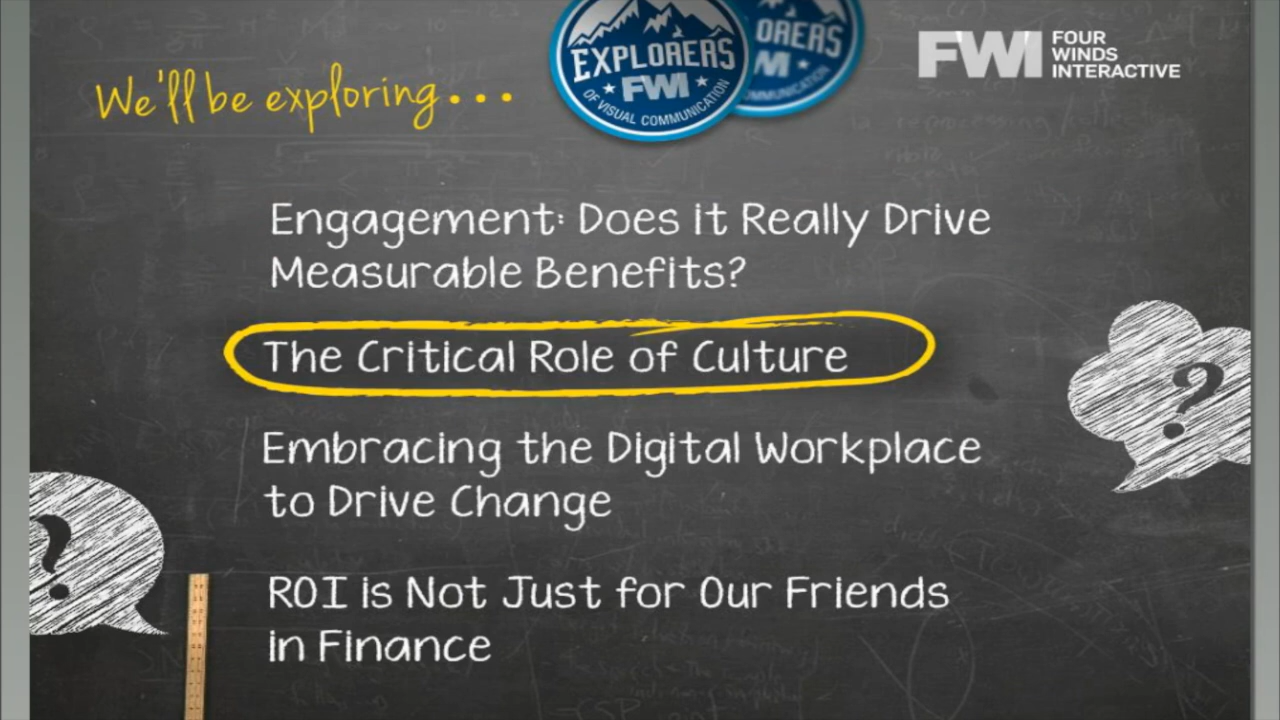 We'll be exploring...
EXPLORERS
FWI
OF VISUAL COMMUNICATION
ORERS
FWI
FOUR
WINDS
INTERACTIVE
Engagement: Does it Really Drive
Measurable Benefits?
The Critical Role of Culture
Embracing the Digital Workplace
to Drive Change
ROI is Not Just for Our Friends
in Finance
?
?